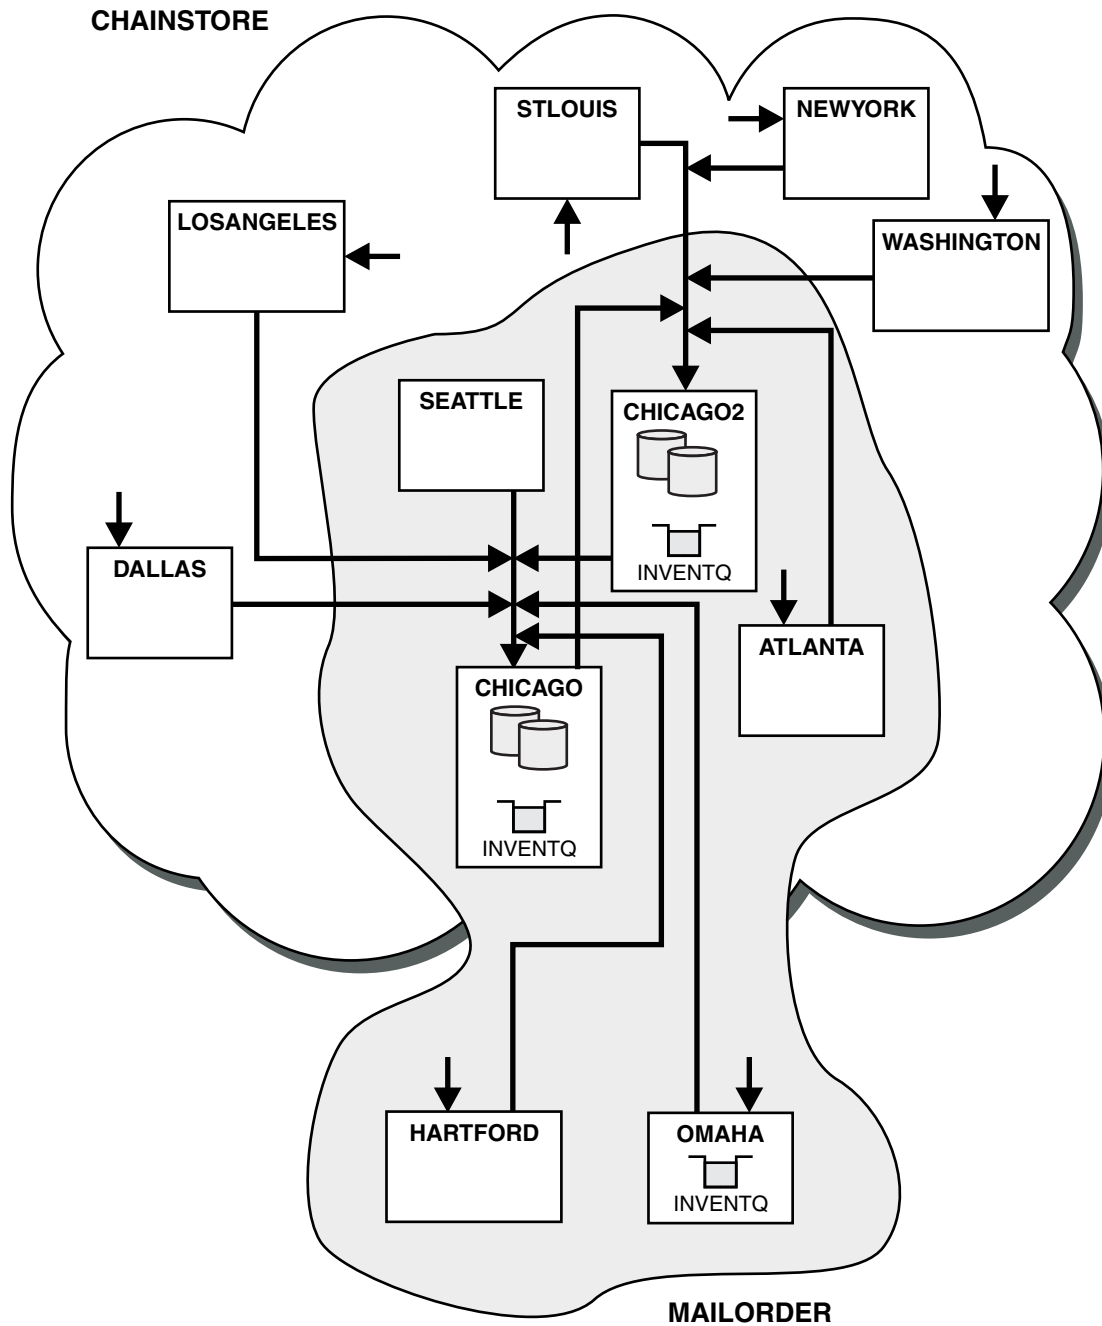 CHAINSTORE
STLOUIS
NEWYORK
LOSANGELES
WASHINGTON
SEATTLE
CHICAGO2
INVENTQ
DALLAS
ATLANTA
CHICAGO
INVENTQ
HARTFORD
OMAHA
INVENTQ
MAILORDER